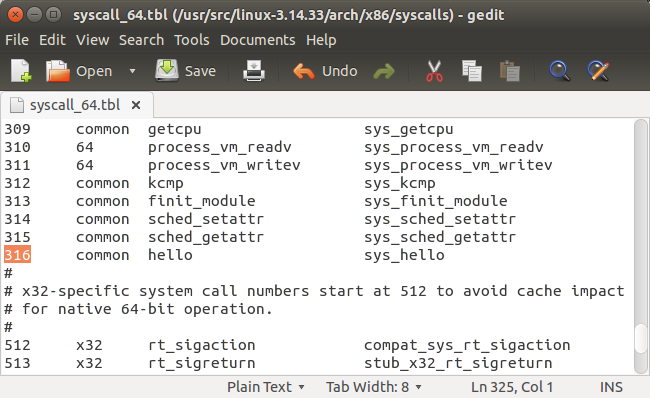 syscall_64.tbl (/usr/src/linux-3.14.33/arch/x86/syscalls) - gedit
File Edit View Search Tools Documents Help
Open Save Undo
syscall_64.tbl ×
309 common getcpu sys_getcpu
310 64 process_vm_readv sys_process_vm_readv
311 64 process_vm_writev sys_process_vm_writev
312 common kcmp sys_kcmp
313 common finit_module sys_finit_module
314 common sched_setattr sys_sched_setattr
315 common sched_getattr sys_sched_getattr
316 common hello sys_hello
#
# x32-specific system call numbers start at 512 to avoid cache impact
# for native 64-bit operation.
#
512 x32 rt_sigaction compat_sys_rt_sigaction
513 x32 rt_sigreturn stub_x32_rt_sigreturn
Plain Text Tab Width: 8 Ln 325, Col 1 INS